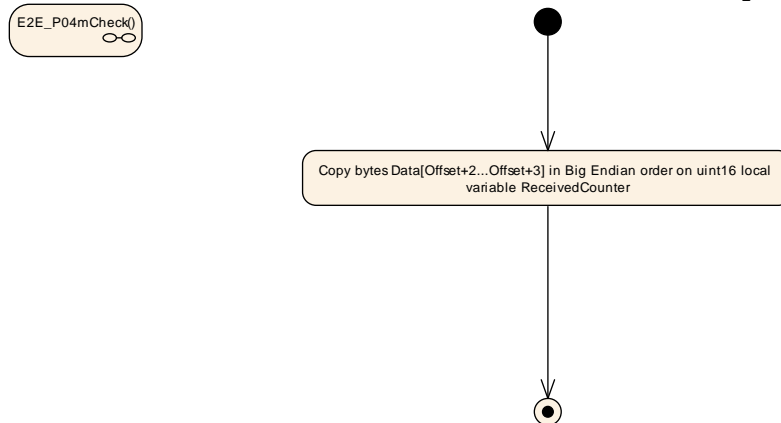 E2E_P04mCheck()
Copy bytes Data[Offset+2...Offset+3] in Big Endian order on uint16 local
variable ReceivedCounter